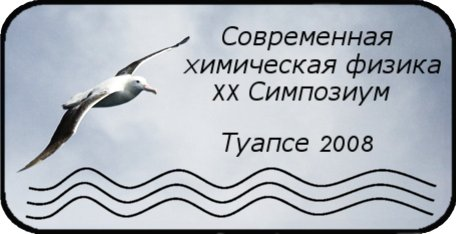 Современная
химическая физика
XX Симпозиум
Туапсе 2008